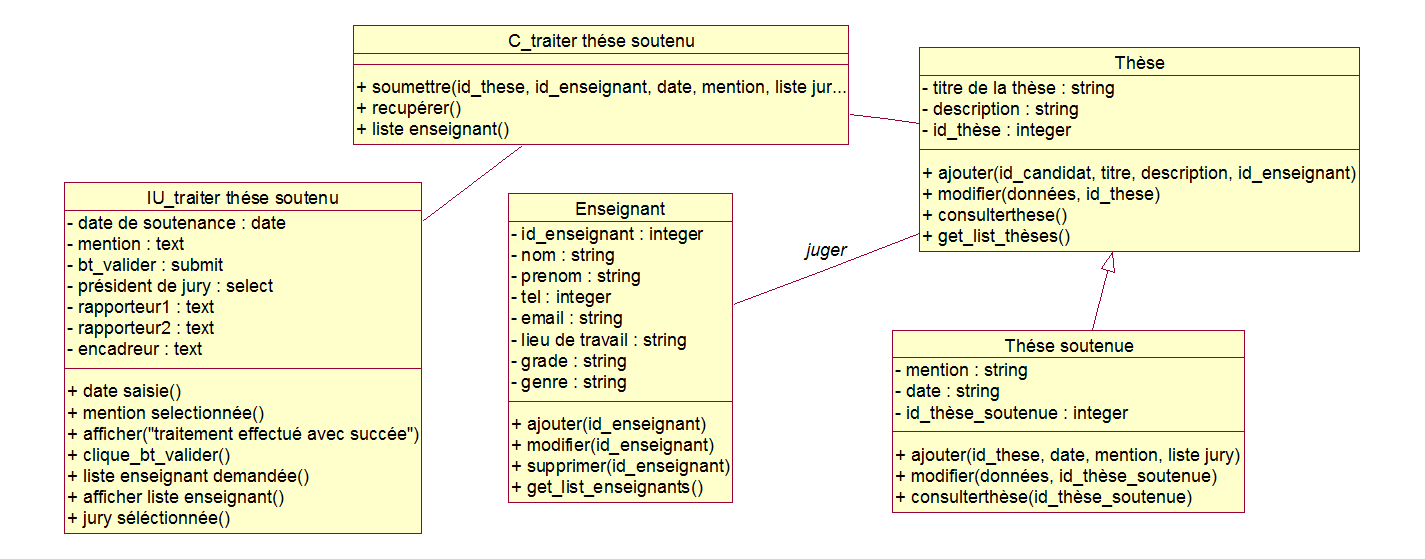 C_traiter thése soutenu
+ soumettre(id_these, id_enseignant, date, mention, liste jur...
+ recupérer()
+ liste enseignant()
Thèse
- titre de la thèse : string
- description : string
- id_thèse : integer
+ ajouter(id_candidat, titre, description, id_enseignant)
+ modifier(données, id_these)
+ consulterthese()
+ get_list_thèses()
IU_traiter thése soutenu
- date de soutenance : date
- mention : text
- bt_valider : submit
- président de jury : select
- rapporteur1 : text
- rapporteur2 : text
- encadreur : text
+ date saisie()
+ mention selectionnée()
+ afficher("traitement effectué avec succée")
+ clique_bt_valider()
+ liste enseignant demandée()
+ afficher liste enseignant()
+ jury séléctionnée()
Enseignant
- id_enseignant : integer
- nom : string
- prenom : string
- tel : integer
- email : string
- lieu de travail : string
- grade : string
- genre : string
+ ajouter(id_enseignant)
+ modifier(id_enseignant)
+ supprimer(id_enseignant)
+ get_list_enseignants()
juger
Thése soutenue
- mention : string
- date : string
- id_thèse_soutenue : integer
+ ajouter(id_these, date, mention, liste jury)
+ modifier(données, id_thèse_soutenue)
+ consulterthèse(id_thèse_soutenue)